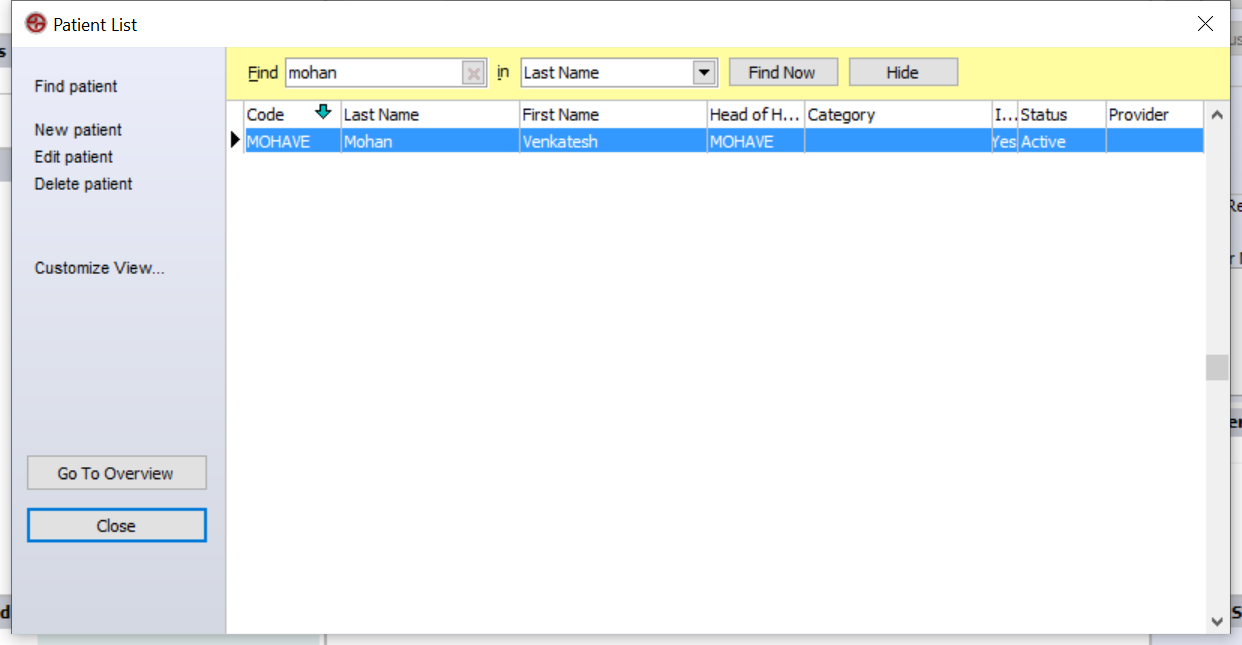 Patient List
Find patient
New patient
Edit patient
Delete patient
Customize View...
Go To Overview
Close
Find mohan in Last Name Find Now Hide
Code Last Name First Name Head of H... Category I... Status Provider
MOHAVE Mohan Venkatesh MOHAVE Yes Active